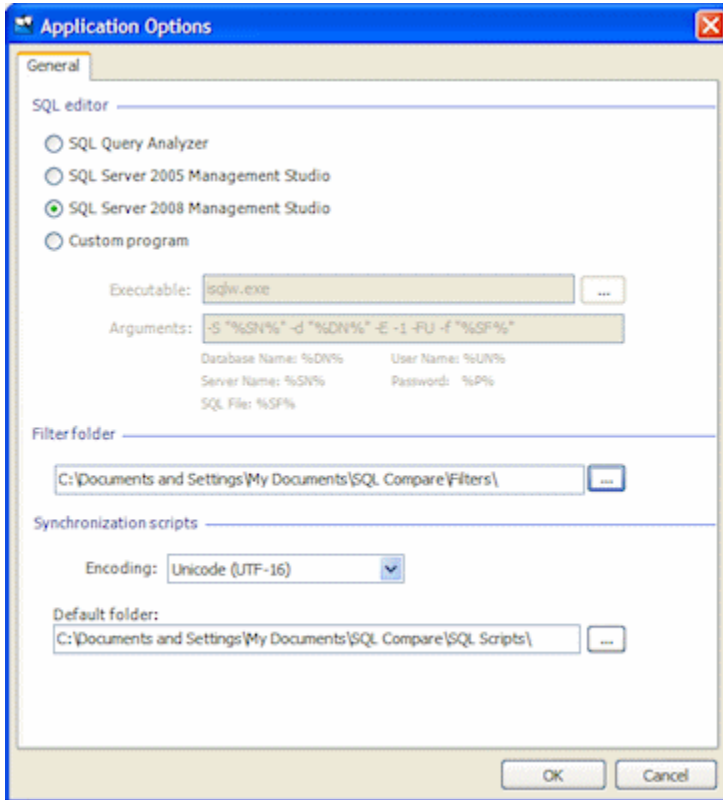 Application Options
General
SQL editor
SQL Query Analyzer
SQL Server 2005 Management Studio
SQL Server 2008 Management Studio
Custom program
Executable: isqlw.exe ...
Arguments: -S "%SN%" -d "%DN%" -E -1 -FU -f "%SF%"
Database Name: %DN% User Name: %UN%
Server Name: %SN% Password: %P%
SQL File: %SF%
Filter folder
C:\Documents and Settings\My Documents\SQL Compare\Filters\ ...
Synchronization scripts
Encoding: Unicode (UTF-16)
Default folder:
C:\Documents and Settings\My Documents\SQL Compare\SQL Scripts\ ...
OK Cancel